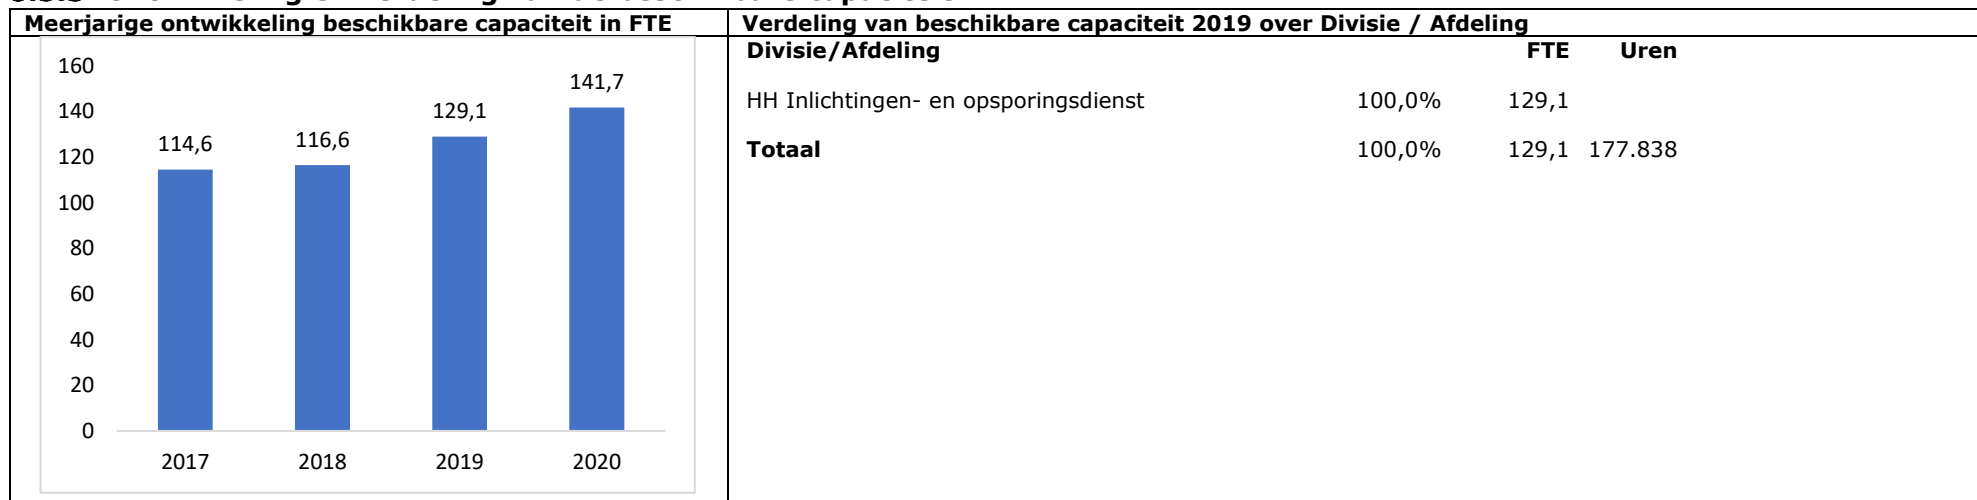 Meerjarige ontwikkeling beschikbare capaciteit in FTE
160
140
120
100
80
60
40
20
0
114,6
116,6
129,1
141,7
2017 2018 2019 2020
Verdeling van beschikbare capaciteit 2019 over Divisie / Afdeling
Divisie/Afdeling FTE Uren
HH Inlichtingen- en opsporingsdienst 100,0% 129,1
Totaal 100,0% 129,1 177.838